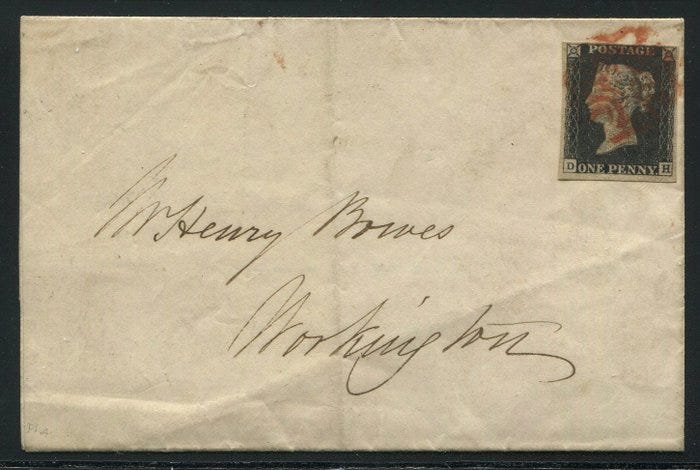 POSTAGE
D ONE PENNY H
Mr Henry Bowes
Workington